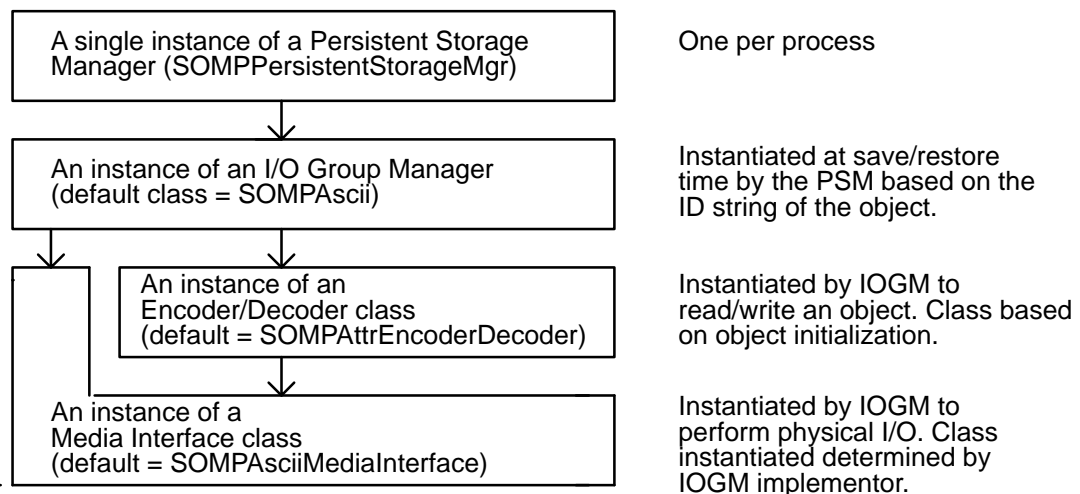 A single instance of a Persistent Storage
Manager (SOMPPersistentStorageMgr)
One per process
An instance of an I/O Group Manager
(default class = SOMPAscii)
Instantiated at save/restore
time by the PSM based on the
ID string of the object.
An instance of an
Encoder/Decoder class
(default = SOMPAttrEncoderDecoder)
Instantiated by IOGM to
read/write an object. Class based
on object initialization.
An instance of a
Media Interface class
(default = SOMPAsciiMediaInterface)
Instantiated by IOGM to
perform physical I/O. Class
instantiated determined by
IOGM implementor.